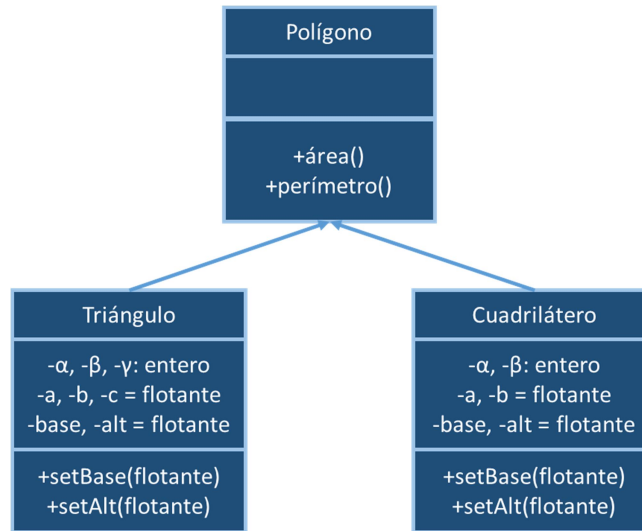 Polígono
+área()
+perímetro()
Triángulo
-α, -β, -γ: entero
-a, -b, -c = flotante
-base, -alt = flotante
+setBase(flotante)
+setAlt(flotante)
Cuadrilátero
-α, -β: entero
-a, -b = flotante
-base, -alt = flotante
+setBase(flotante)
+setAlt(flotante)